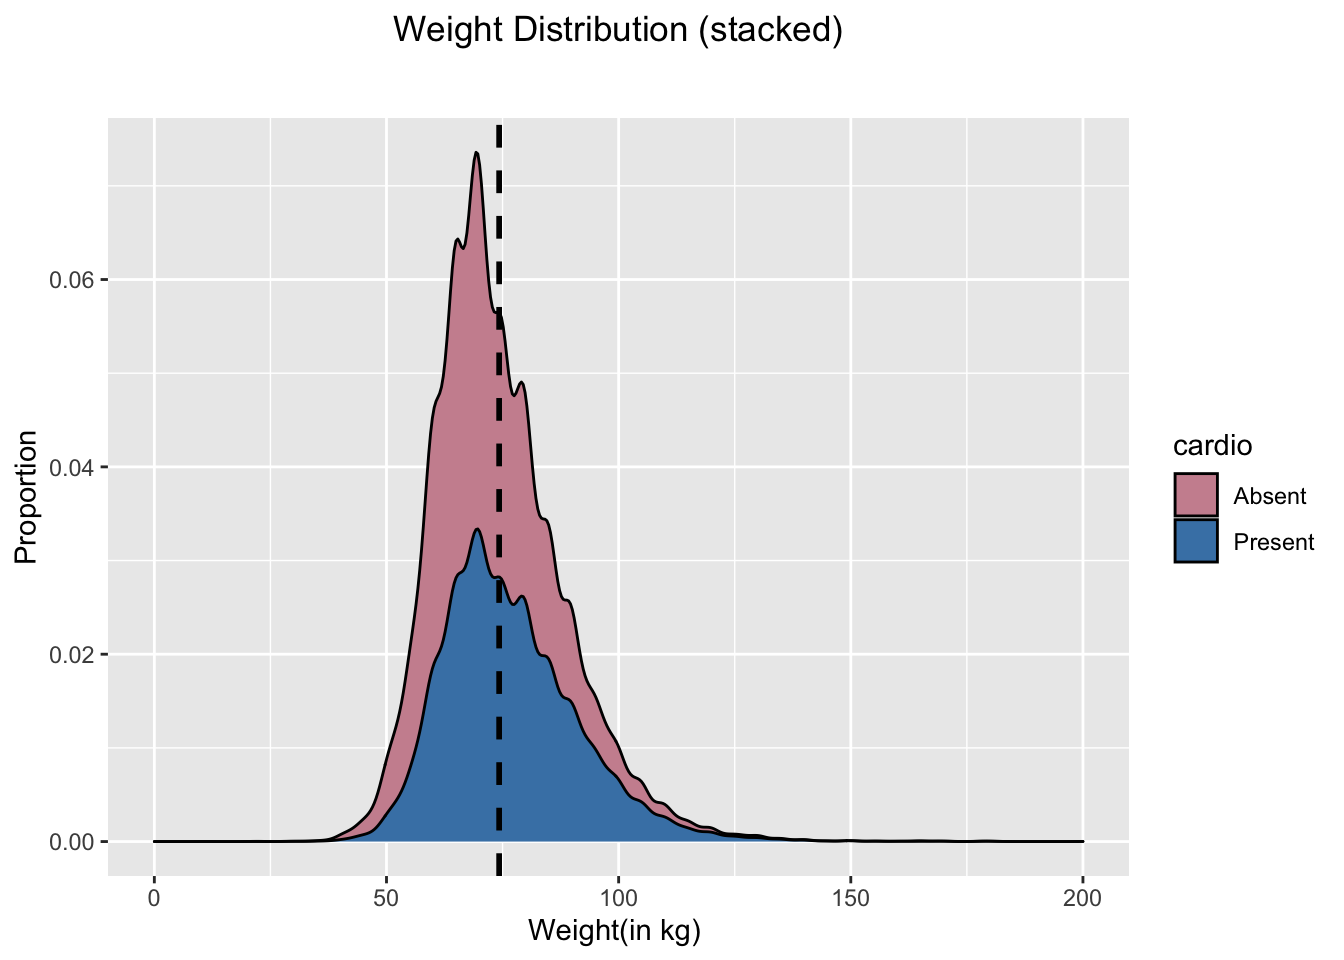 Weight Distribution (stacked)
Proportion
0.06
0.04
0.02
0.00
0 50 100 150 200
Weight(in kg)
cardio
Absent
Present